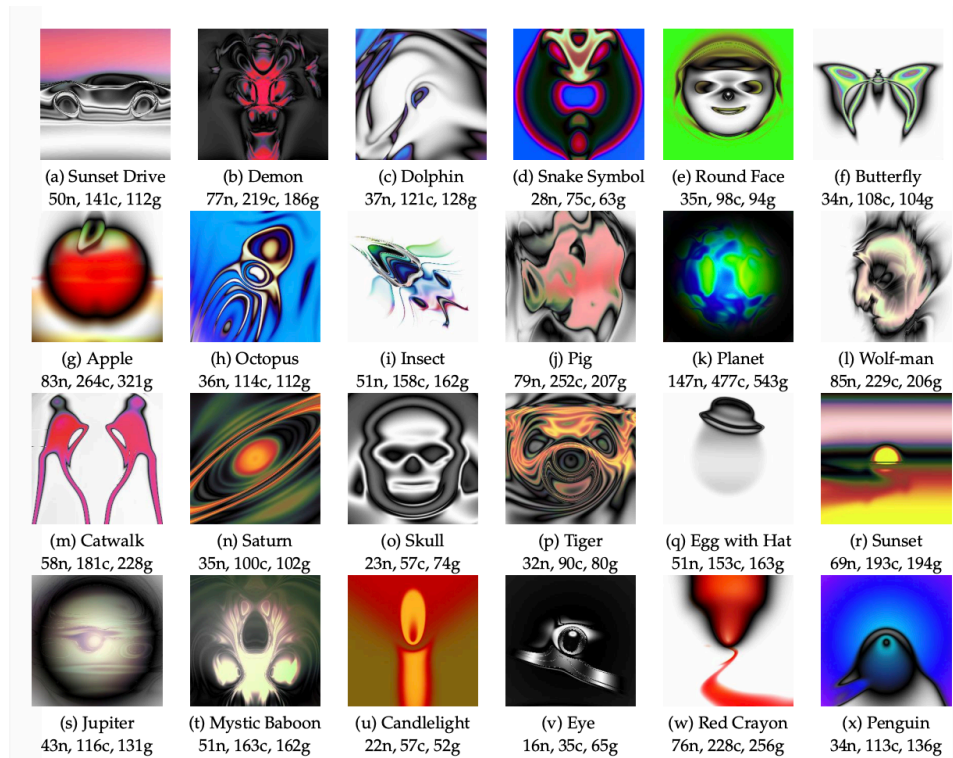 (a) Sunset Drive
50n, 141c, 112g
(b) Demon
77n, 219c, 186g
(c) Dolphin
37n, 121c, 128g
(d) Snake Symbol
28n, 75c, 63g
(e) Round Face
35n, 98c, 94g
(f) Butterfly
34n, 108c, 104g
(g) Apple
83n, 264c, 321g
(h) Octopus
36n, 114c, 112g
(i) Insect
51n, 158c, 162g
(j) Pig
79n, 252c, 207g
(k) Planet
147n, 477c, 543g
(l) Wolf-man
85n, 229c, 206g
(m) Catwalk
58n, 181c, 228g
(n) Saturn
35n, 100c, 102g
(o) Skull
23n, 57c, 74g
(p) Tiger
32n, 90c, 80g
(q) Egg with Hat
51n, 153c, 163g
(r) Sunset
69n, 193c, 194g
(s) Jupiter
43n, 116c, 131g
(t) Mystic Baboon
51n, 163c, 162g
(u) Candlelight
22n, 57c, 52g
(v) Eye
16n, 35c, 65g
(w) Red Crayon
76n, 228c, 256g
(x) Penguin
34n, 113c, 136g